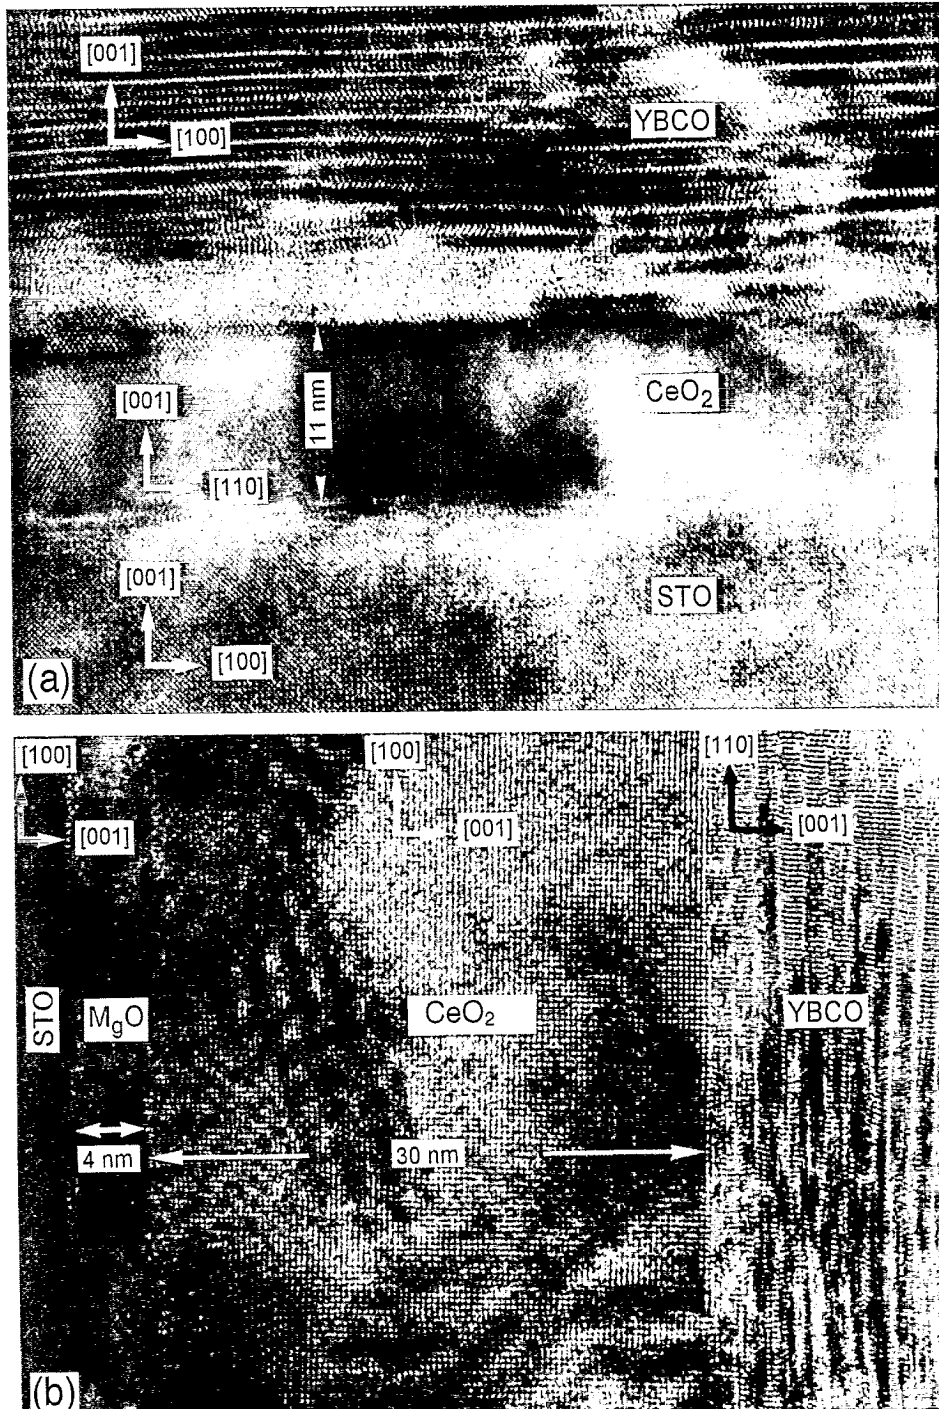 [001]
[100]
YBCO
11 nm
[001]
[110]
CeO₂
[001]
[100]
STO
(a)
[100]
[001]
[100]
[001]
[110]
[001]
STO
MgO
CeO₂
YBCO
4 nm
30 nm
(b)